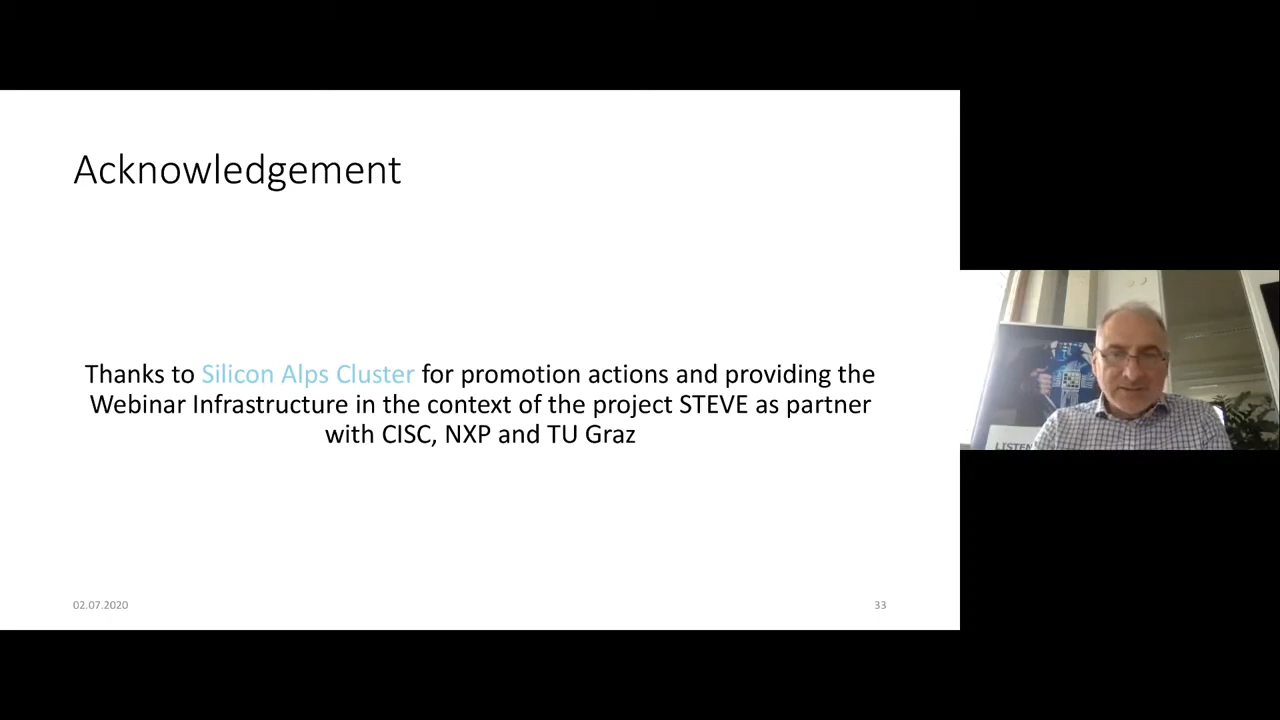 Acknowledgement
Thanks to Silicon Alps Cluster for promotion actions and providing the
Webinar Infrastructure in the context of the project STEVE as partner
with CISC, NXP and TU Graz
02.07.2020
33
LISTEN